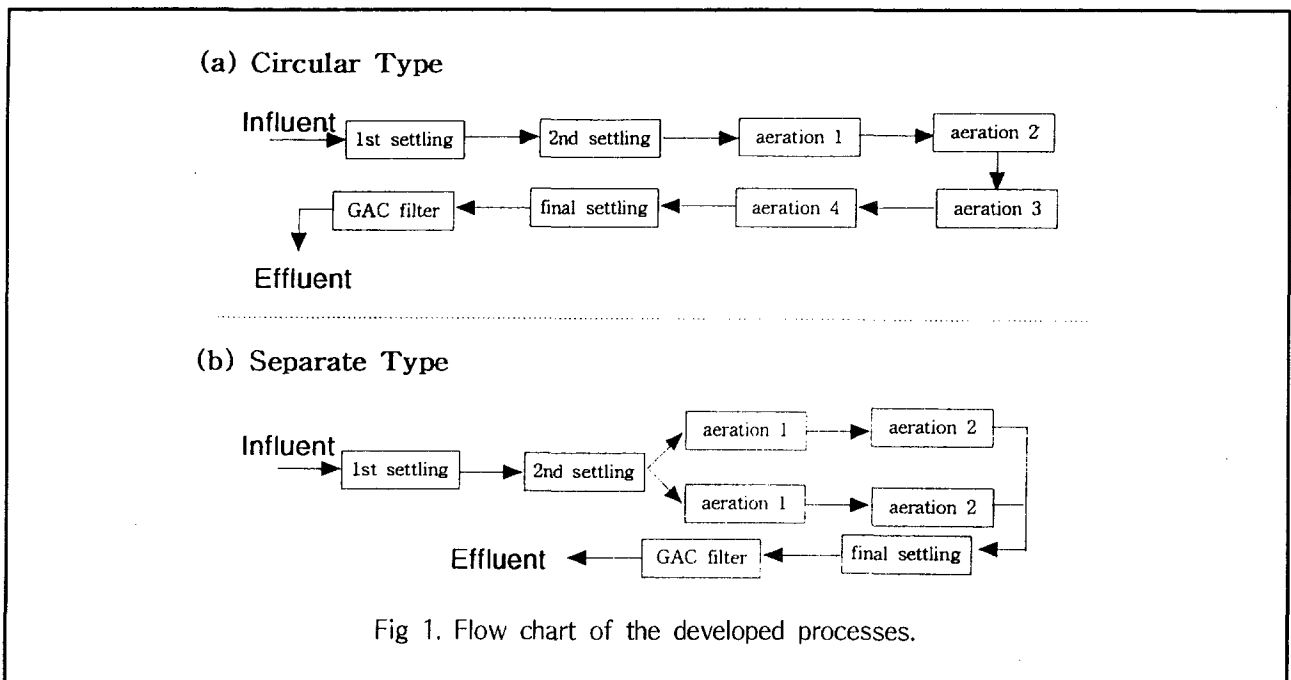 (a) Circular Type
Influent
1st settling
2nd settling
aeration 1
aeration 2
GAC filter
final settling
aeration 4
aeration 3
Effluent
(b) Separate Type
Influent
1st settling
2nd settling
aeration 1
aeration 2
aeration 1
aeration 2
Effluent
GAC filter
final settling
Fig 1. Flow chart of the developed processes.